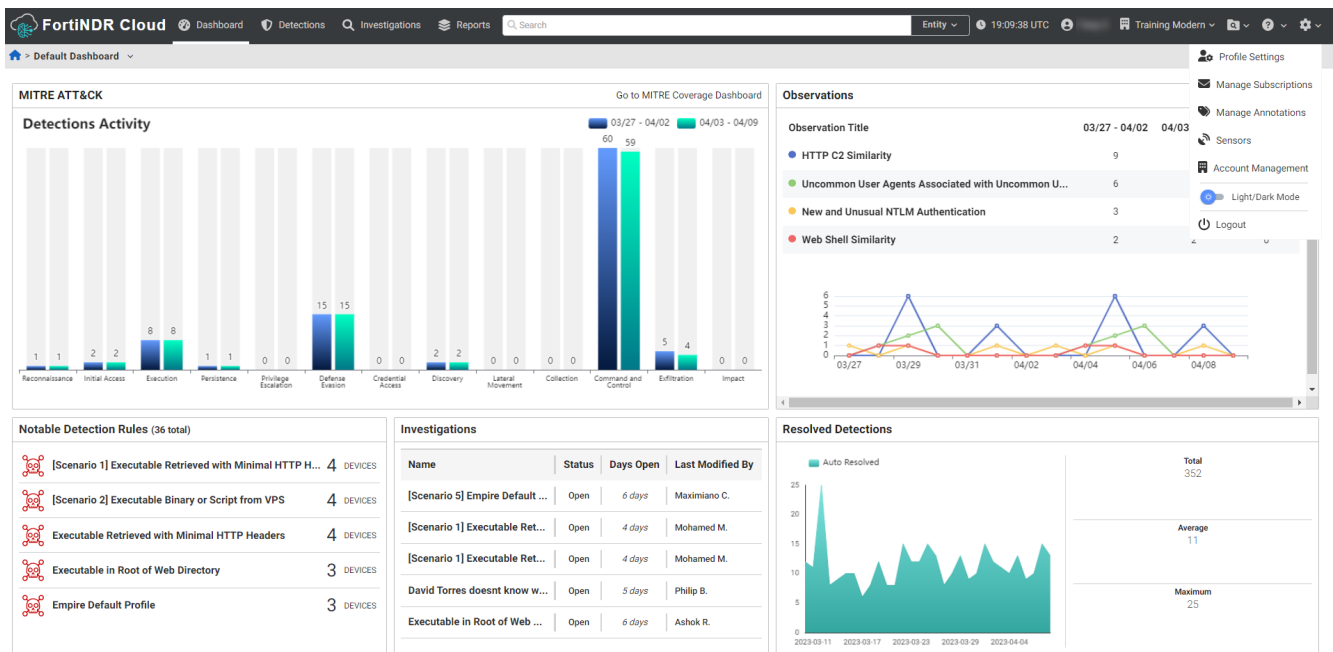 FortiNDR Cloud Dashboard Detections Investigations Reports Search Entity 19:09:38 UTC Training Modern
> Default Dashboard
Profile Settings
Manage Subscriptions
Manage Annotations
Sensors
Account Management
Light/Dark Mode
Logout
MITRE ATT&CK Go to MITRE Coverage Dashboard
Detections Activity
03/27 - 04/02 04/03 - 04/09
60 59
15 15
8 8
5 4
1 1 2 2 1 1 0 0 0 0 2 2 0 0 0 0 0 0
Reconnaissance Initial Access Execution Persistence Privilege Escalation Defense Evasion Credential Access Discovery Lateral Movement Collection Command and Control Exfiltration Impact
Observations
Observation Title 03/27 - 04/02 04/03
HTTP C2 Similarity 9
Uncommon User Agents Associated with Uncommon U... 6
New and Unusual NTLM Authentication 3
Web Shell Similarity 2
6
5
4
3
2
1
0
03/27 03/29 03/31 04/02 04/04 04/06 04/08
Notable Detection Rules (36 total)
[Scenario 1] Executable Retrieved with Minimal HTTP H... 4 DEVICES
[Scenario 2] Executable Binary or Script from VPS 4 DEVICES
Executable Retrieved with Minimal HTTP Headers 4 DEVICES
Executable in Root of Web Directory 3 DEVICES
Empire Default Profile 3 DEVICES
Investigations
Name Status Days Open Last Modified By
[Scenario 5] Empire Default ... Open 6 days Maximiano C.
[Scenario 1] Executable Ret... Open 4 days Mohamed M.
[Scenario 1] Executable Ret... Open 4 days Mohamed M.
David Torres doesnt know w... Open 5 days Philip B.
Executable in Root of Web ... Open 6 days Ashok R.
Resolved Detections
Auto Resolved
25
20
15
10
5
0
2023-03-11 2023-03-17 2023-03-23 2023-03-29 2023-04-04
Total
352
Average
11
Maximum
25